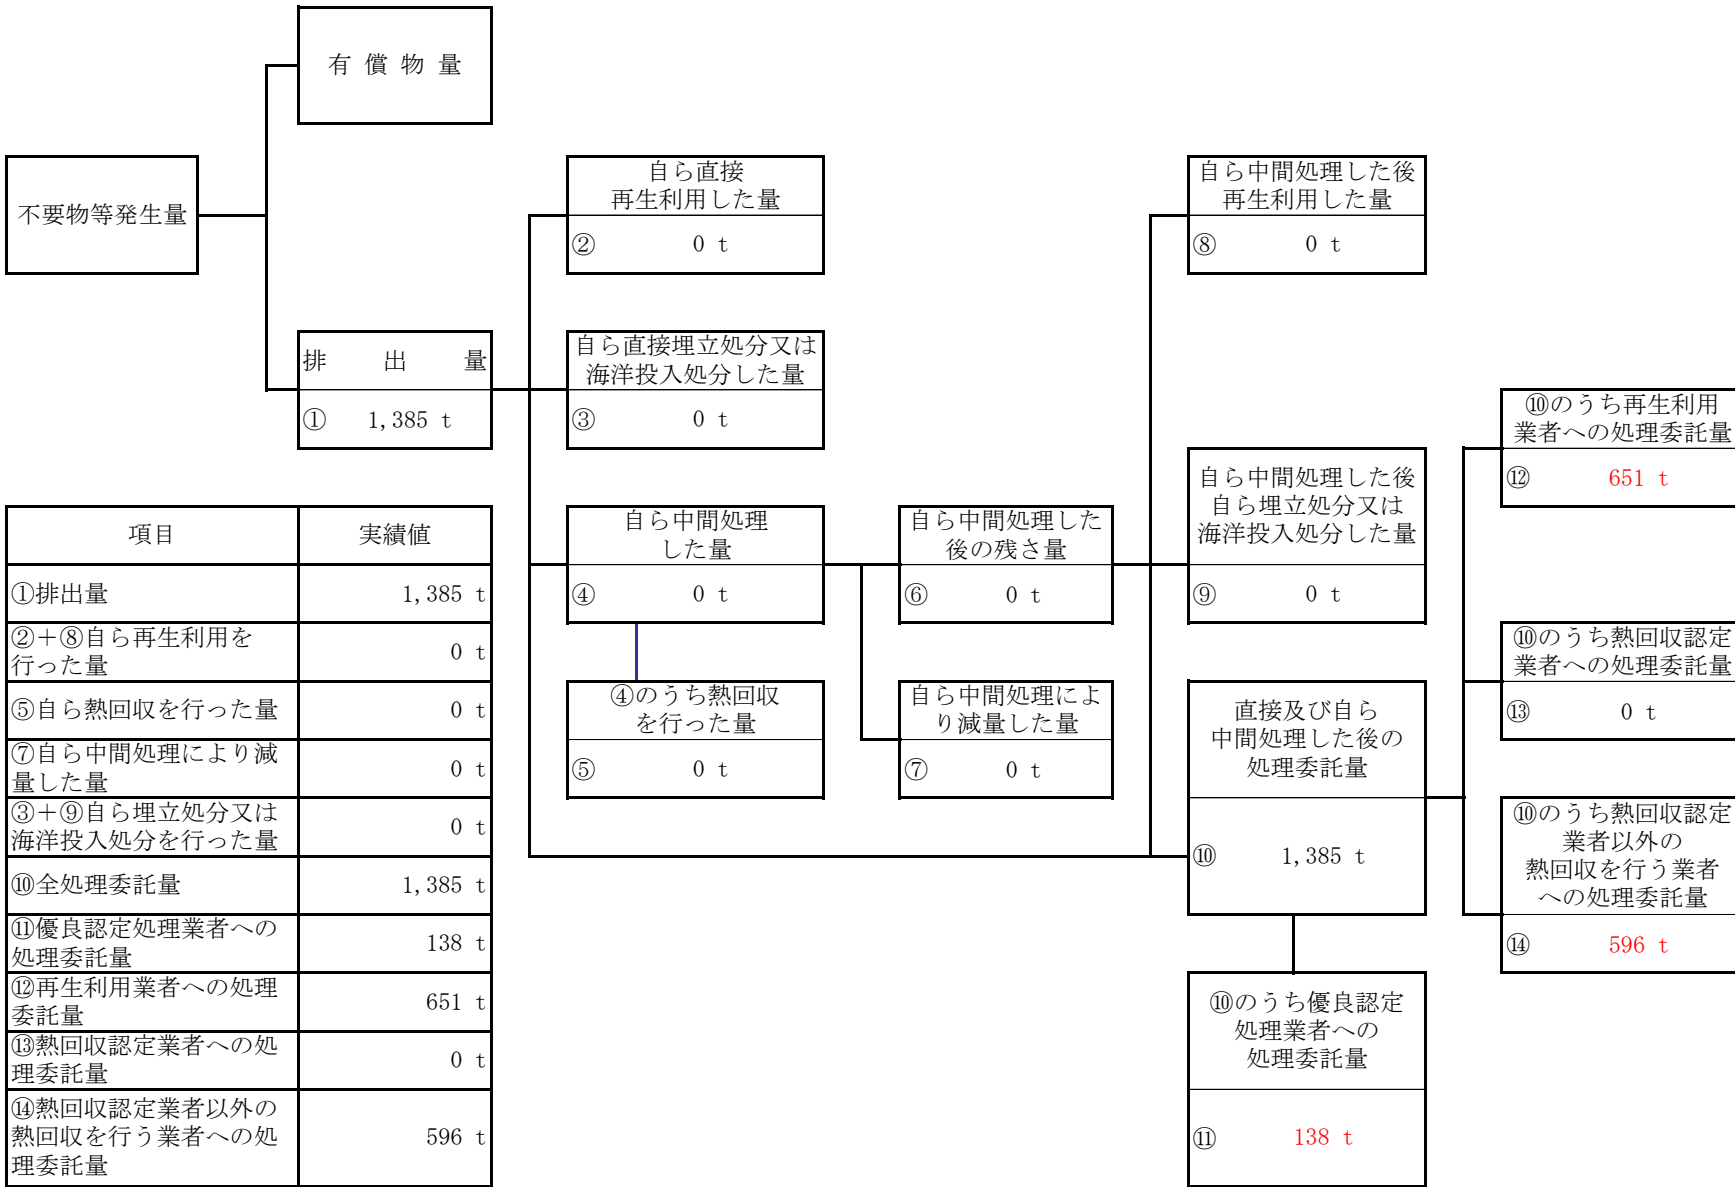 有 償 物 量
不要物等発生量
自ら直接
再生利用した量
② 0 t
自ら中間処理した後
再生利用した量
⑧ 0 t
排 出 量
① 1,385 t
自ら直接埋立処分又は
海洋投入処分した量
③ 0 t
⑩のうち再生利用
業者への処理委託量
⑫ 651 t
自ら中間処理
した量
④ 0 t
自ら中間処理した
後の残さ量
⑥ 0 t
自ら中間処理した後
自ら埋立処分又は
海洋投入処分した量
⑨ 0 t
⑩のうち熱回収認定
業者への処理委託量
⑬ 0 t
④のうち熱回収
を行った量
⑤ 0 t
自ら中間処理によ
り減量した量
⑦ 0 t
直接及び自ら
中間処理した後の
処理委託量
⑩ 1,385 t
⑩のうち熱回収認定
業者以外の
熱回収を行う業者
への処理委託量
⑭ 596 t
⑩のうち優良認定
処理業者への
処理委託量
⑪ 138 t
項目 実績値
①排出量 1,385 t
②+⑧自ら再生利用を
行った量 0 t
⑤自ら熱回収を行った量 0 t
⑦自ら中間処理により減
量した量 0 t
③+⑨自ら埋立処分又は
海洋投入処分を行った量 0 t
⑩全処理委託量 1,385 t
⑪優良認定処理業者への
処理委託量 138 t
⑫再生利用業者への処理
委託量 651 t
⑬熱回収認定業者への処
理委託量 0 t
⑭熱回収認定業者以外の
熱回収を行う業者への処 596 t
理委託量